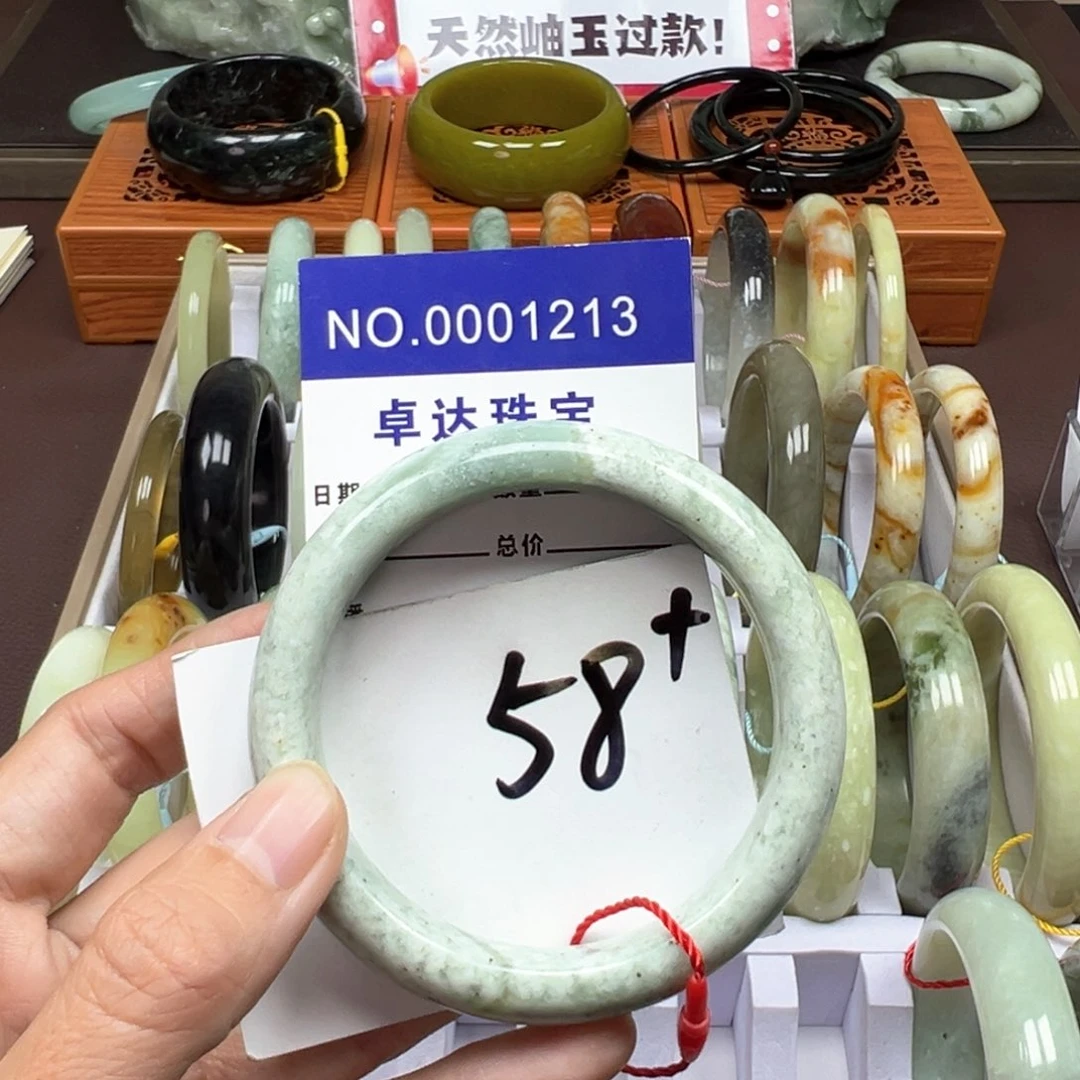 天然岫玉过款!
NO.0001213
卓达珠宝
日期
总价
58+